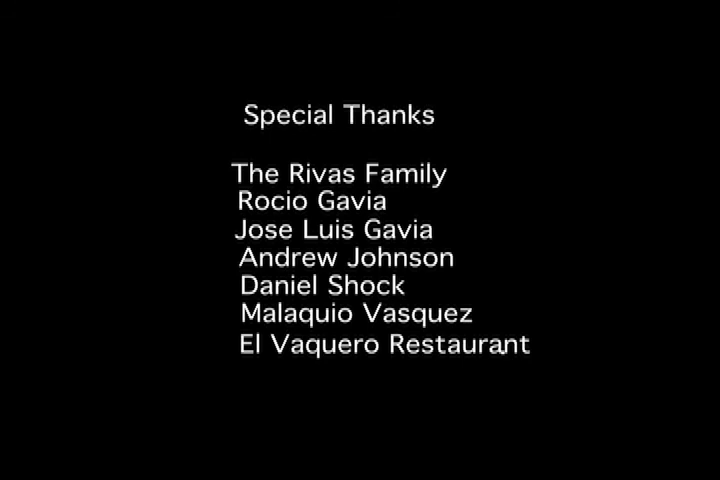 Special Thanks
The Rivas Family
Rocio Gavia
Jose Luis Gavia
Andrew Johnson
Daniel Shock
Malaquio Vasquez
El Vaquero Restaurant